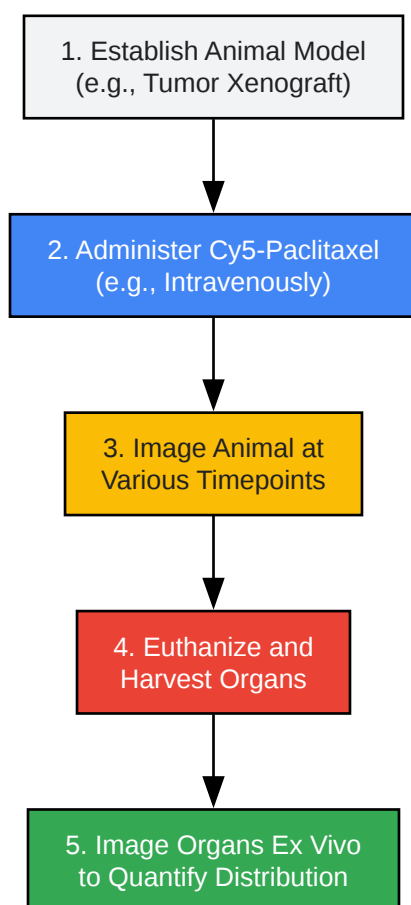 1. Establish Animal Model
(e.g., Tumor Xenograft)
2. Administer Cy5-Paclitaxel
(e.g., Intravenously)
3. Image Animal at
Various Timepoints
4. Euthanize and
Harvest Organs
5. Image Organs Ex Vivo
to Quantify Distribution